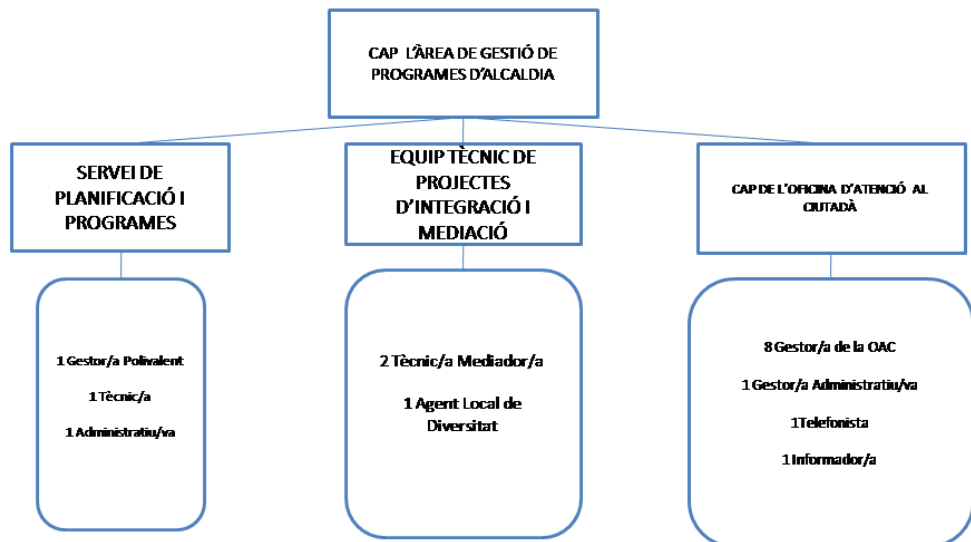 CAP L'ÀREA DE GESTIÓ DE
PROGRAMES D'ALCALDIA
SERVEI DE
PLANIFICACIÓ I
PROGRAMES
EQUIP TÈCNIC DE
PROJECTES
D'INTEGRACIÓ I
MEDIACIÓ
CAP DE L'OFICINA D'ATENCIÓ AL
CIUTADÀ
1 Gestor/a Polivalent
1 Tècnic/a
1 Administratiu/va
2 Tècnic/a Mediador/a
1 Agent Local de
Diversitat
8 Gestor/a de la OAC
1 Gestor/a Administratiu/va
1Telefonista
1 Informador/a